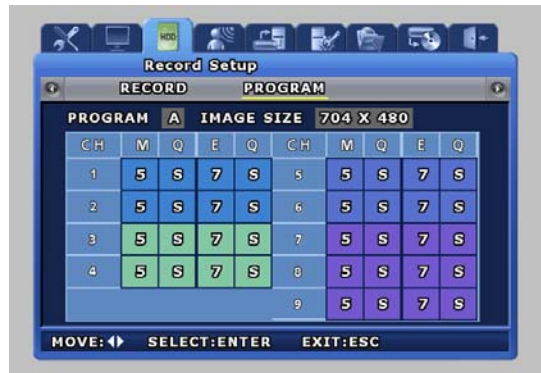 HDD
Record Setup
RECORD PROGRAM
PROGRAM A IMAGE SIZE 704 X 480
CH M Q E Q CH M Q E Q
1 5 S 7 S 5 5 S 7 S
2 5 S 7 S 6 5 S 7 S
3 5 S 7 S 7 5 S 7 S
4 5 S 7 S 8 5 S 7 S
9 5 S 7 S
MOVE: SELECT:ENTER EXIT:ESC